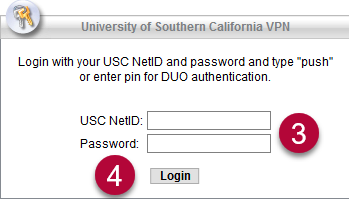 University of Southern California VPN
Login with your USC NetID and password and type "push"
or enter pin for DUO authentication.
USC NetID:
Password:
3
4
Login